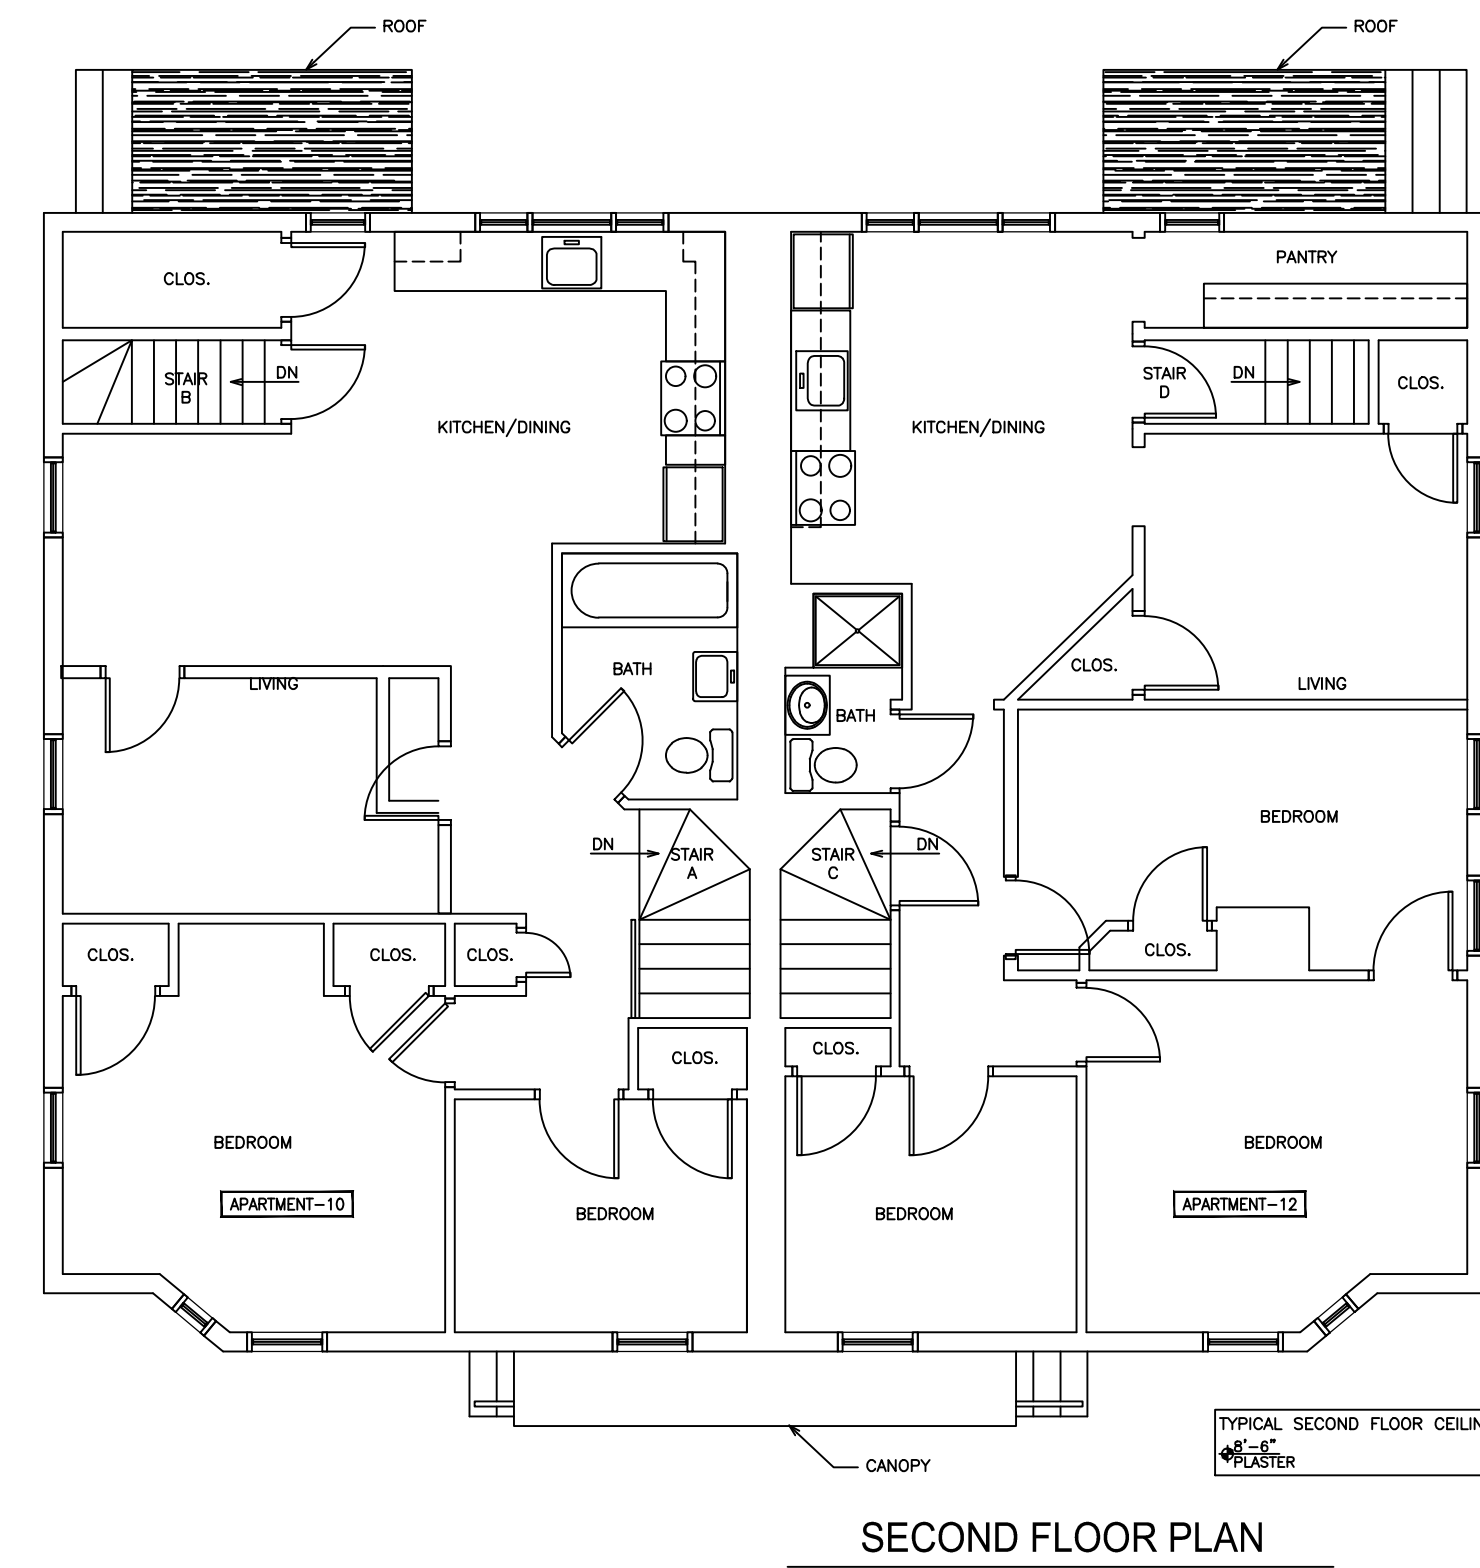 ROOF
ROOF
CLOS.
PANTRY
STAIR
B
DN
STAIR
D
DN
CLOS.
KITCHEN/DINING
KITCHEN/DINING
BATH
CLOS.
LIVING
LIVING
BATH
BEDROOM
DN
STAIR
A
STAIR
C
DN
CLOS.
CLOS.
CLOS.
CLOS.
CLOS.
CLOS.
BEDROOM
BEDROOM
APARTMENT-10
APARTMENT-12
BEDROOM
BEDROOM
TYPICAL SECOND FLOOR
8'-6"
PLASTER
CANOPY
SECOND FLOOR PLAN